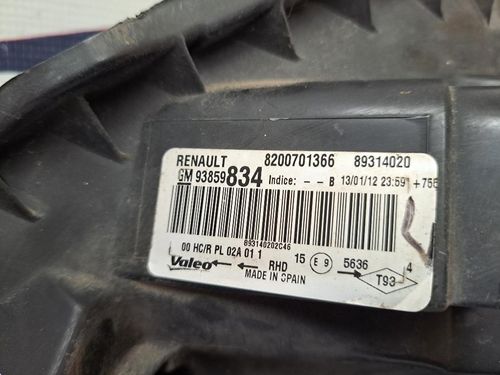 RENAULT 8200701366 89314020
GM 93859834 Indice: -- B 13/01/12 23:59 +755
893140202C46
00 HC/R PL 02A 01 1
15 E 9 5636 4
Valeo RHD T93
MADE IN SPAIN